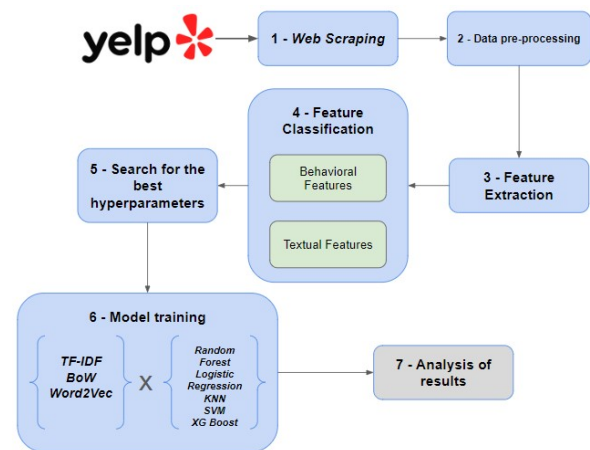 yelp
1 - Web Scraping
2 - Data pre-processing
3 - Feature
Extraction
4 - Feature
Classification
Behavioral
Features
Textual Features
5 - Search for the
best
hyperparameters
6 - Model training
TF-IDF
BoW
Word2Vec
X
Random
Forest
Logistic
Regression
KNN
SVM
XG Boost
7 - Analysis of
results